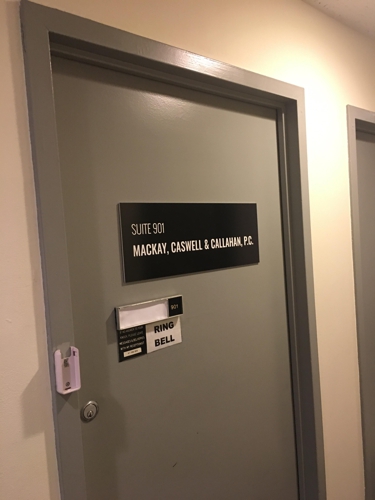 SUITE 901
MACKAY, CASWELL & CALLAHAN, P.C.
901
RING
BELL